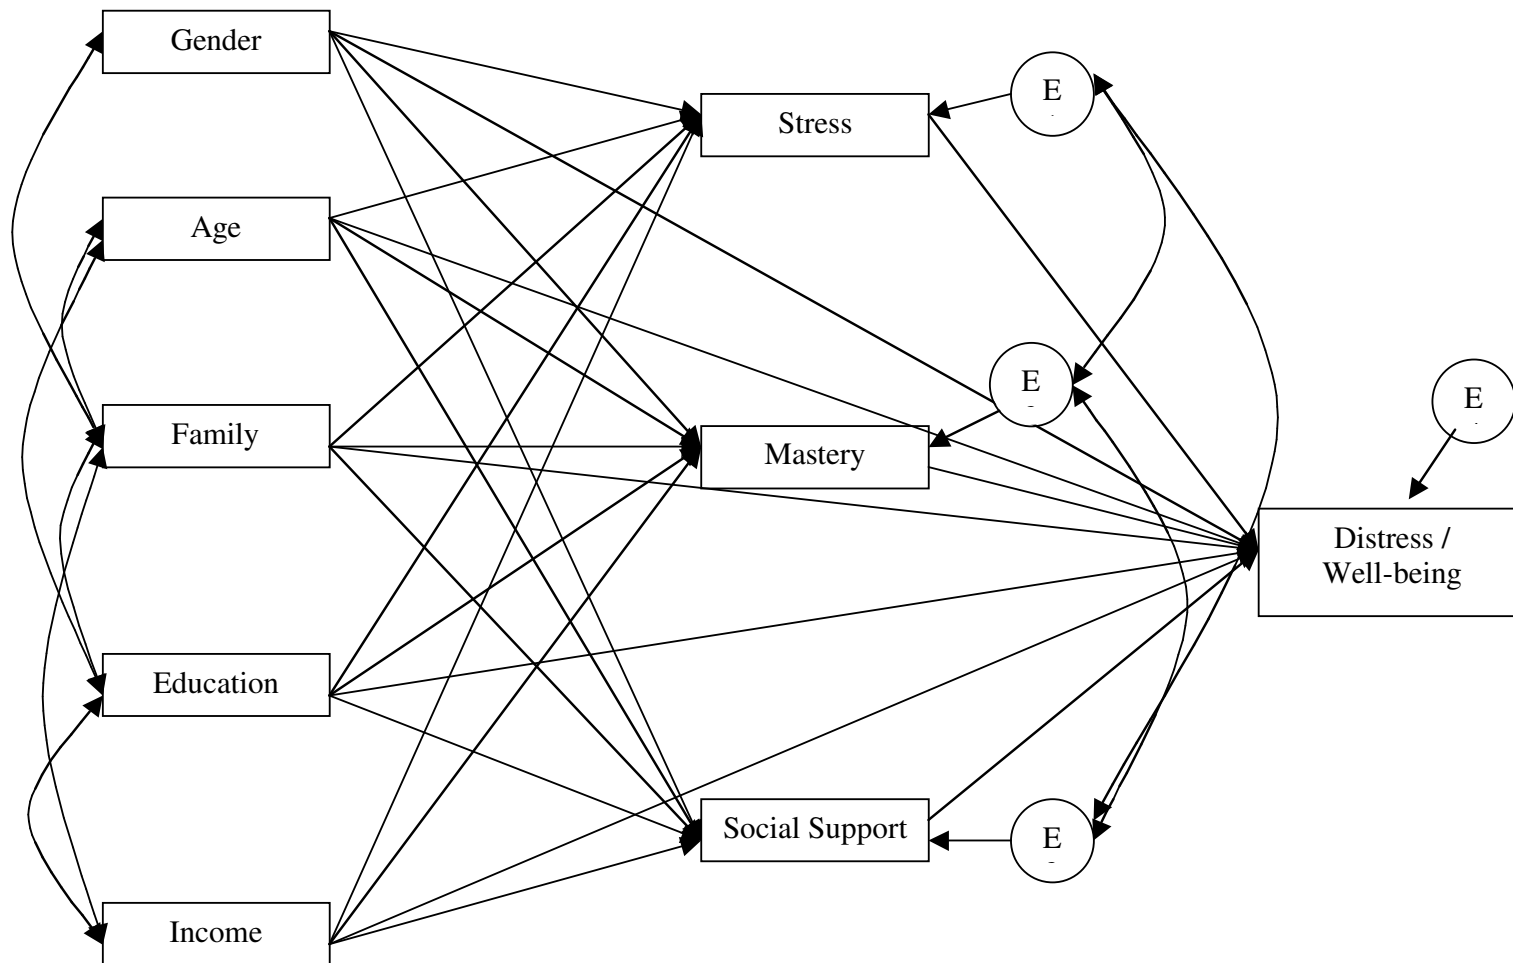 Gender
Stress
E
Age
Family
Mastery
E
E
Distress /
Well-being
Education
Social Support
E
Income